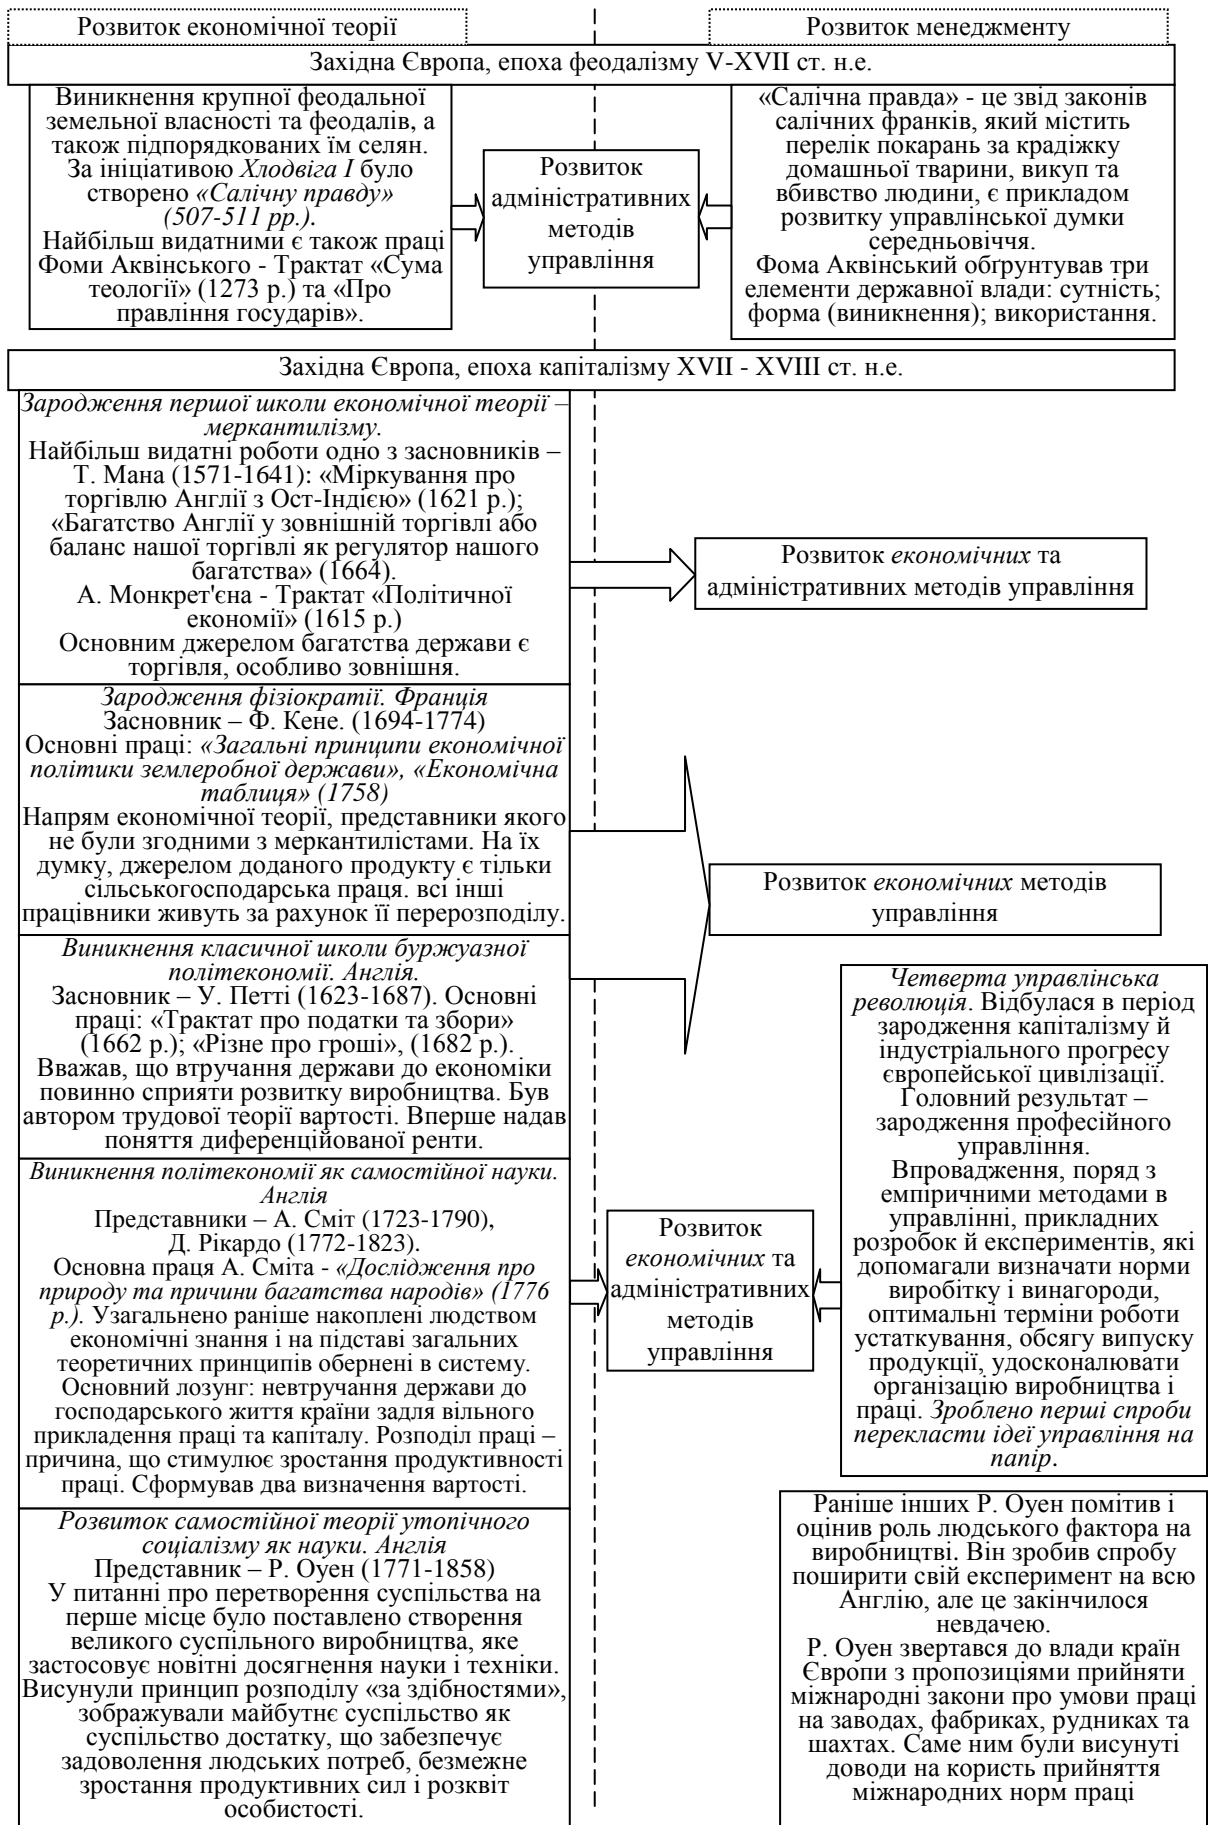 Розвиток економічної теорії
Розвиток менеджменту
Західна Європа, епоха феодалізму V-XVII ст. н.е.
Виникнення крупної феодальної
земельної власності та феодалів, а
також підпорядкованих їм селян.
За ініціативою Хлодвіга I було
створено «Салічну правду»
(507-511 рр.).
Найбільш видатними є також праці
Фоми Аквінського - Трактат «Сума
теології» (1273 р.) та «Про
правління государів».
Розвиток
адміністративних
методів
управління
«Салічна правда» - це звід законів
салічних франків, який містить
перелік покарань за крадіжку
домашньої тварини, викуп та
вбивство людини, є прикладом
розвитку управлінської думки
середньовіччя.
Фома Аквінський обґрунтував три
елементи державної влади: сутність;
форма (виникнення); використання.
Західна Європа, епоха капіталізму XVII - XVIII ст. н.е.
Зародження першої школи економічної теорії –
меркантилізму.
Найбільш видатні роботи одно з засновників –
Т. Мана (1571-1641): «Міркування про
торгівлю Англії з Ост-Індією» (1621 р.);
«Багатство Англії у зовнішній торгівлі або
баланс нашої торгівлі як регулятор нашого
багатства» (1664).
А. Монкрет'єна - Трактат «Політичної
економії» (1615 р.)
Основним джерелом багатства держави є
торгівля, особливо зовнішня.
Розвиток економічних та
адміністративних методів управління
Зародження фізіократії. Франція
Засновник – Ф. Кене. (1694-1774)
Основні праці: «Загальні принципи економічної
політики землеробної держави», «Економічна
таблиця» (1758)
Напрям економічної теорії, представники якого
не були згодними з меркантилістами. На їх
думку, джерелом доданого продукту є тільки
сільськогосподарська праця. всі інші
працівники живуть за рахунок її перерозподілу.
Розвиток економічних методів
управління
Виникнення класичної школи буржуазної
політекономії. Англія.
Засновник – У. Петті (1623-1687). Основні
праці: «Трактат про податки та збори»
(1662 р.); «Різне про гроші», (1682 р.).
Вважав, що втручання держави до економіки
повинно сприяти розвитку виробництва. Був
автором трудової теорії вартості. Вперше надав
поняття диференційованої ренти.
Виникнення політекономії як самостійної науки.
Англія
Представники – А. Сміт (1723-1790),
Д. Рікардо (1772-1823).
Основна праця А. Сміта - «Дослідження про
природу та причини багатства народів» (1776
р.). Узагальнено раніше накоплені людством
економічні знання і на підставі загальних
теоретичних принципів обернені в систему.
Основний лозунг: невтручання держави до
господарського життя країни задля вільного
прикладення праці та капіталу. Розподіл праці –
причина, що стимулює зростання продуктивності
праці. Сформував два визначення вартості.
Розвиток
економічних та
адміністративних
методів
управління
Четверта управлінська
революція. Відбулася в період
зародження капіталізму й
індустріального прогресу
європейської цивілізації.
Головний результат –
зародження професійного
управління.
Впровадження, поряд з
емпіричними методами в
управлінні, прикладних
розробок й експериментів, які
допомагали визначати норми
виробітку і винагороди,
оптимальні терміни роботи
устаткування, обсягу випуску
продукції, удосконалювати
організацію виробництва і
праці. Зроблено перші спроби
перекласти ідеї управління на
папір.
Розвиток самостійної теорії утопічного
соціалізму як науки. Англія
Представник – Р. Оуен (1771-1858)
У питанні про перетворення суспільства на
перше місце було поставлено створення
великого суспільного виробництва, яке
застосовує новітні досягнення науки і техніки.
Висунули принцип розподілу «за здібностями»,
зображували майбутнє суспільство як
суспільство достатку, що забезпечує
задоволення людських потреб, безмежне
зростання продуктивних сил і розквіт
особистості.
Раніше інших Р. Оуен помітив і
оцінив роль людського фактора на
виробництві. Він зробив спробу
поширити свій експеримент на всю
Англію, але це закінчилося
невдачею.
Р. Оуен звертався до влади країн
Європи з пропозиціями прийняти
міжнародні закони про умови праці
на заводах, фабриках, рудниках та
шахтах. Саме ним були висунуті
доводи на користь прийняття
міжнародних норм праці